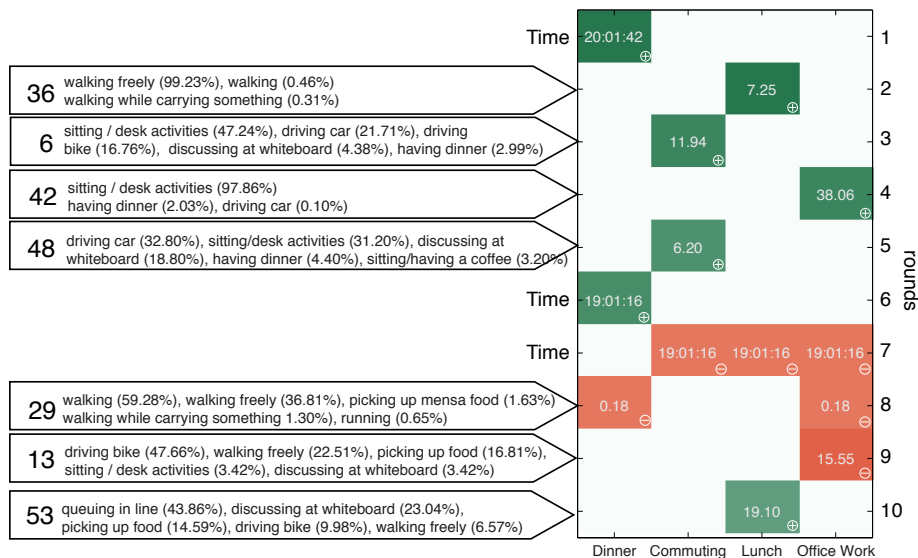 Time 20:01:42 ⊕ 1
36 walking freely (99.23%), walking (0.46%)
walking while carrying something (0.31%)
7.25 ⊕ 2
6 sitting / desk activities (47.24%), driving car (21.71%), driving
bike (16.76%), discussing at whiteboard (4.38%), having dinner (2.99%)
11.94 ⊕ 3
42 sitting / desk activities (97.86%)
having dinner (2.03%), driving car (0.10%)
38.06 ⊕ 4
48 driving car (32.80%), sitting/desk activities (31.20%), discussing at
whiteboard (18.80%), having dinner (4.40%), sitting/having a coffee (3.20%)
6.20 ⊕ 5
rounds
Time 19:01:16 ⊕ 6
Time 19:01:16 ⊖ 19:01:16 ⊖ 19:01:16 ⊖ 7
29 walking (59.28%), walking freely (36.81%), picking up mensa food (1.63%)
walking while carrying something 1.30%), running (0.65%)
0.18 ⊖ 0.18 ⊖ 8
13 driving bike (47.66%), walking freely (22.51%), picking up food (16.81%)
sitting / desk activities (3.42%), discussing at whiteboard (3.42%)
15.55 ⊖ 9
53 queuing in line (43.86%), discussing at whiteboard (23.04%),
picking up food (14.59%), driving bike (9.98%), walking freely (6.57%)
19.10 ⊕ 10
Dinner Commuting Lunch Office Work